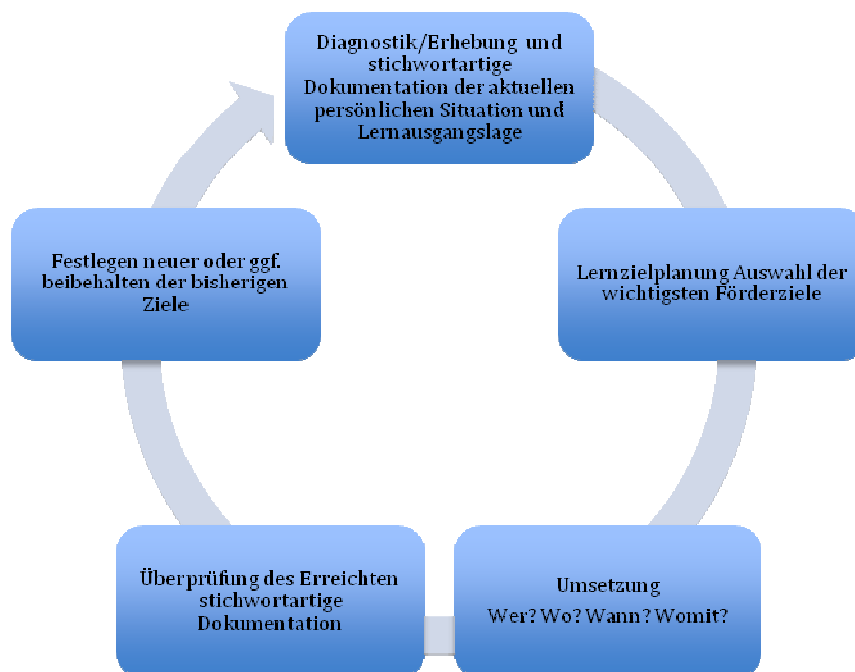 Diagnostik/Erhebung und
stichwortartige
Dokumentation der aktuellen
persönlichen Situation und
Lernausgangslage
Lernzielplanung Auswahl der
wichtigsten Förderziele
Umsetzung
Wer? Wo? Wann? Womit?
Überprüfung des Erreichten
stichwortartige
Dokumentation
Festlegen neuer oder ggf.
beibehalten der bisherigen
Ziele